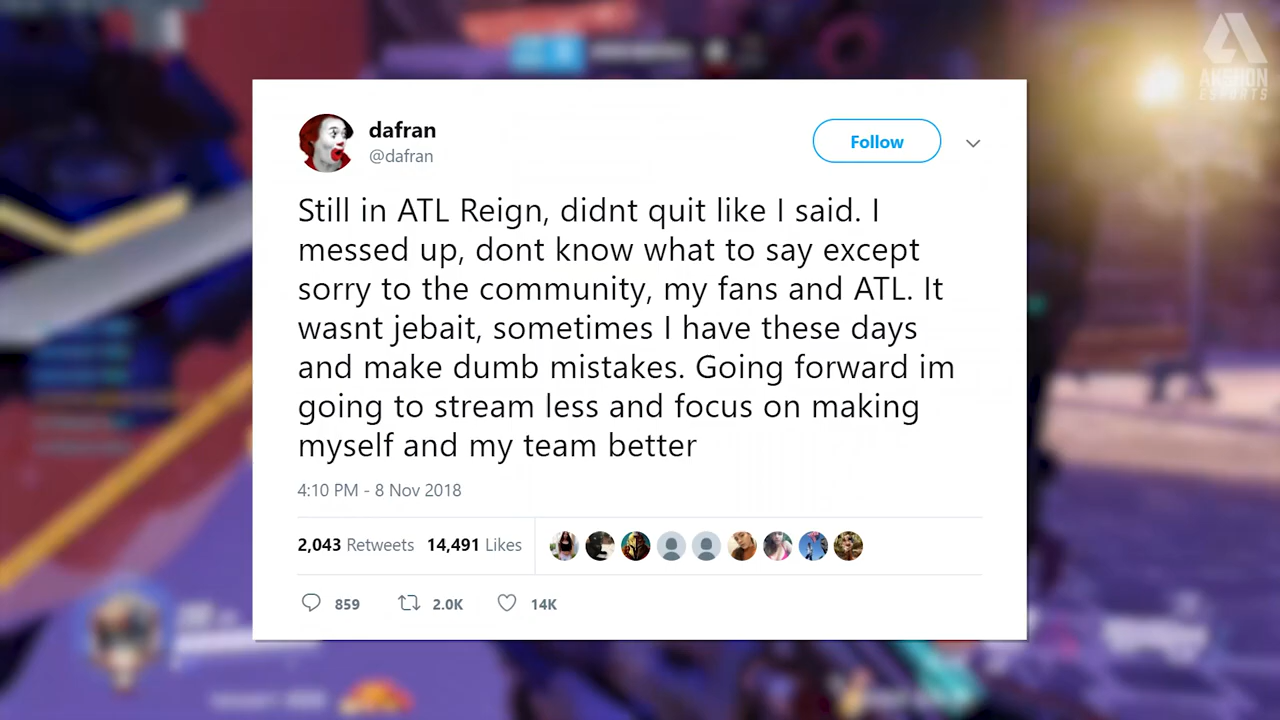 AKSHON
ESPORTS
dafran
@dafran
Follow
Still in ATL Reign, didnt quit like I said. I
messed up, dont know what to say except
sorry to the community, my fans and ATL. It
wasnt jebait, sometimes I have these days
and make dumb mistakes. Going forward im
going to stream less and focus on making
myself and my team better
4:10 PM - 8 Nov 2018
2,043 Retweets 14,491 Likes
859 2.0K 14K